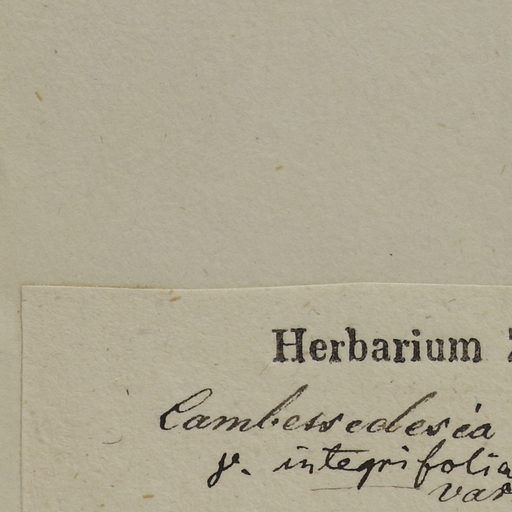 Herbarium
Cambessedesia
γ. integrifolia
var